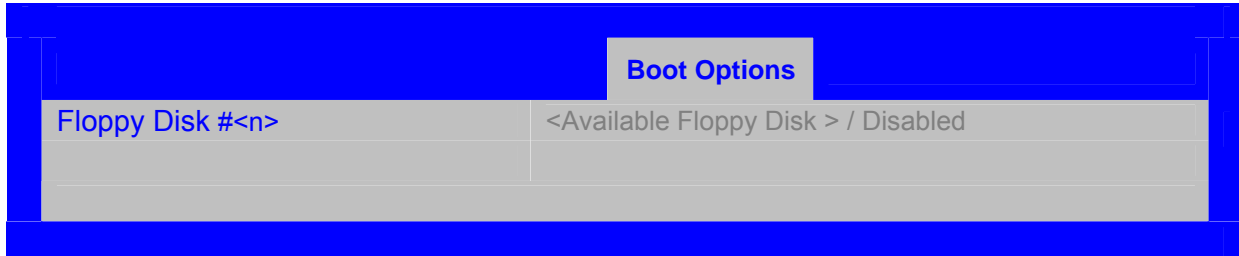 Boot Options
Floppy Disk #<n> <Available Floppy Disk > / Disabled